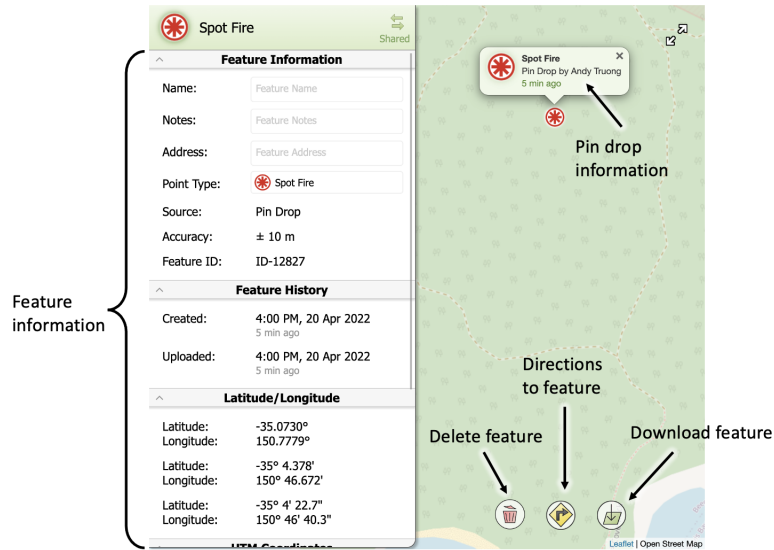 Spot Fire
Shared
Feature Information
Name:
Feature Name
Notes:
Feature Notes
Address:
Feature Address
Point Type:
Spot Fire
Source:
Pin Drop
Accuracy:
± 10 m
Feature ID:
ID-12827
Feature History
Created:
4:00 PM, 20 Apr 2022
5 min ago
Uploaded:
4:00 PM, 20 Apr 2022
5 min ago
Latitude/Longitude
Latitude:
-35.0730°
Longitude:
150.7779°
Latitude:
-35° 4.378'
Longitude:
150° 46.672'
Latitude:
-35° 4' 22.7"
Longitude:
150° 46' 40.3"
UTM Coordinates
Feature
information
Spot Fire
×
Pin Drop by Andy Truong
5 min ago
Pin drop
information
Directions
to feature
Delete feature
Download feature
Leaflet | Open Street Map